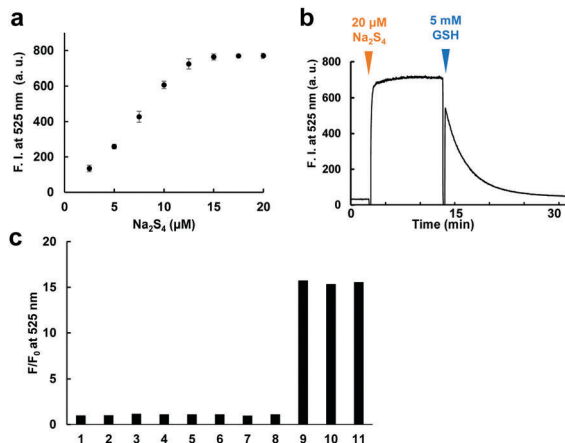 a
F. I. at 525 nm (a. u.)
800
600
400
200
0
0 5 10 15 20
Na₂S₄ (μM)
b
20 μM
Na₂S₄
5 mM
GSH
F. I. at 525 nm (a. u.)
800
600
400
200
0
0 15 30
Time (min)
c
F/F₀ at 525 nm
20
15
10
5
0
1 2 3 4 5 6 7 8 9 10 11